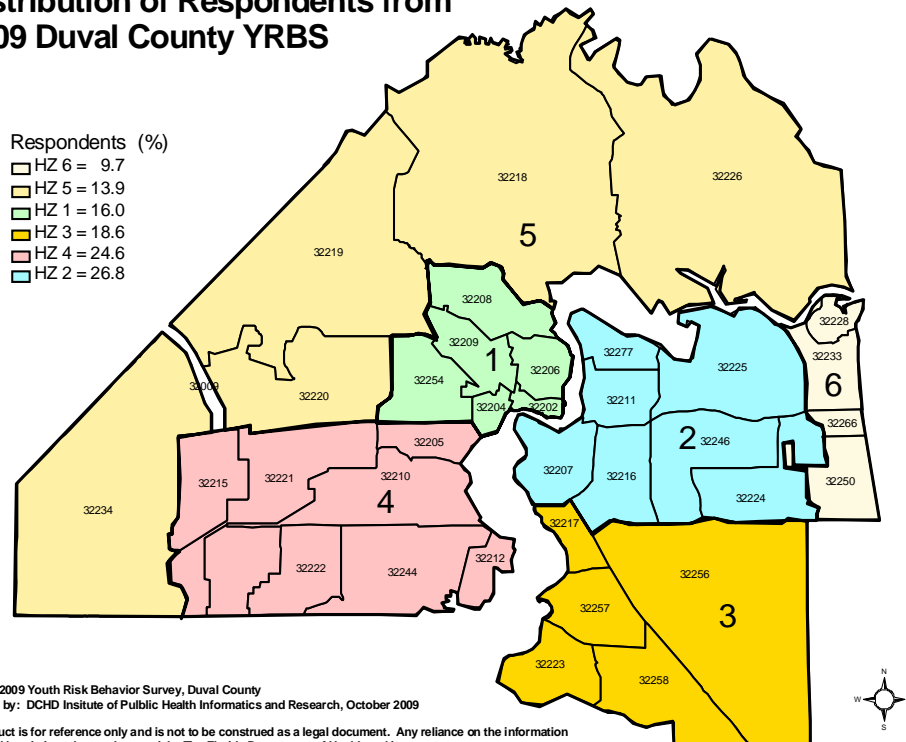 stribution of Respondents from
09 Duval County YRBS
Respondents (%)
HZ 6 = 9.7
HZ 5 = 13.9
HZ 1 = 16.0
HZ 3 = 18.6
HZ 4 = 24.6
HZ 2 = 26.8
32218
32226
5
32219
32208
32228
32209
1
32277
32233
32206
32225
6
32254
32009
32220
32204
32202
32211
32266
32205
2
32246
32207
32210
32215
32221
32216
32250
4
32224
32234
32217
32212
32222
32244
32256
32257
3
32223
32258
2009 Youth Risk Behavior Survey, Duval County
by: DCHD Insitute of Pulblic Health Informatics and Research, October 2009
uct is for reference only and is not to be construed as a legal document. Any reliance on the information
N
W
S